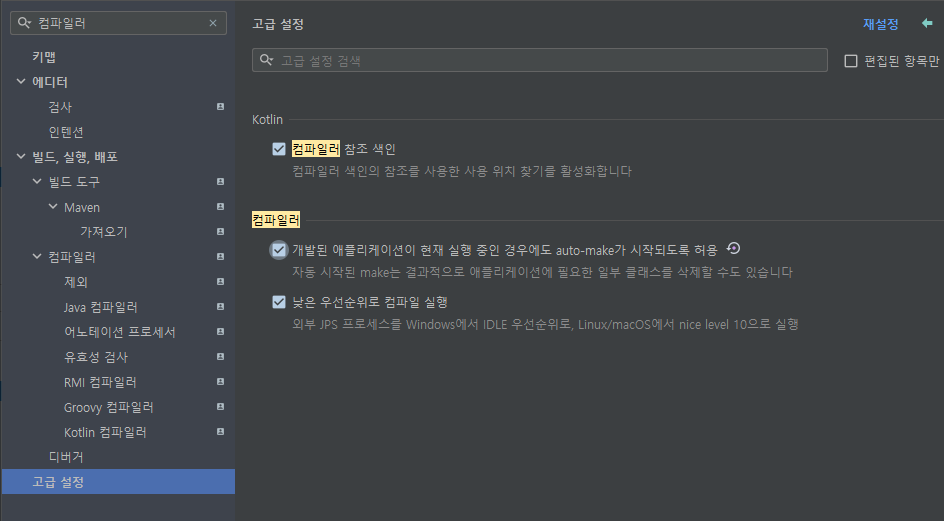 컴파일러
키맵
에디터
검사
인텐션
빌드, 실행, 배포
빌드 도구
Maven
가져오기
컴파일러
제외
Java 컴파일러
어노테이션 프로세서
유효성 검사
RMI 컴파일러
Groovy 컴파일러
Kotlin 컴파일러
디버거
고급 설정
고급 설정
재설정
고급 설정 검색
편집된 항목만
Kotlin
컴파일러 참조 색인
컴파일러 색인의 참조를 사용한 사용 위치 찾기를 활성화합니다
컴파일러
개발된 애플리케이션이 현재 실행 중인 경우에도 auto-make가 시작되도록 허용
자동 시작된 make는 결과적으로 애플리케이션에 필요한 일부 클래스를 삭제할 수도 있습니다
낮은 우선순위로 컴파일 실행
외부 JPS 프로세스를 Windows에서 IDLE 우선순위로, Linux/macOS에서 nice level 10으로 실행